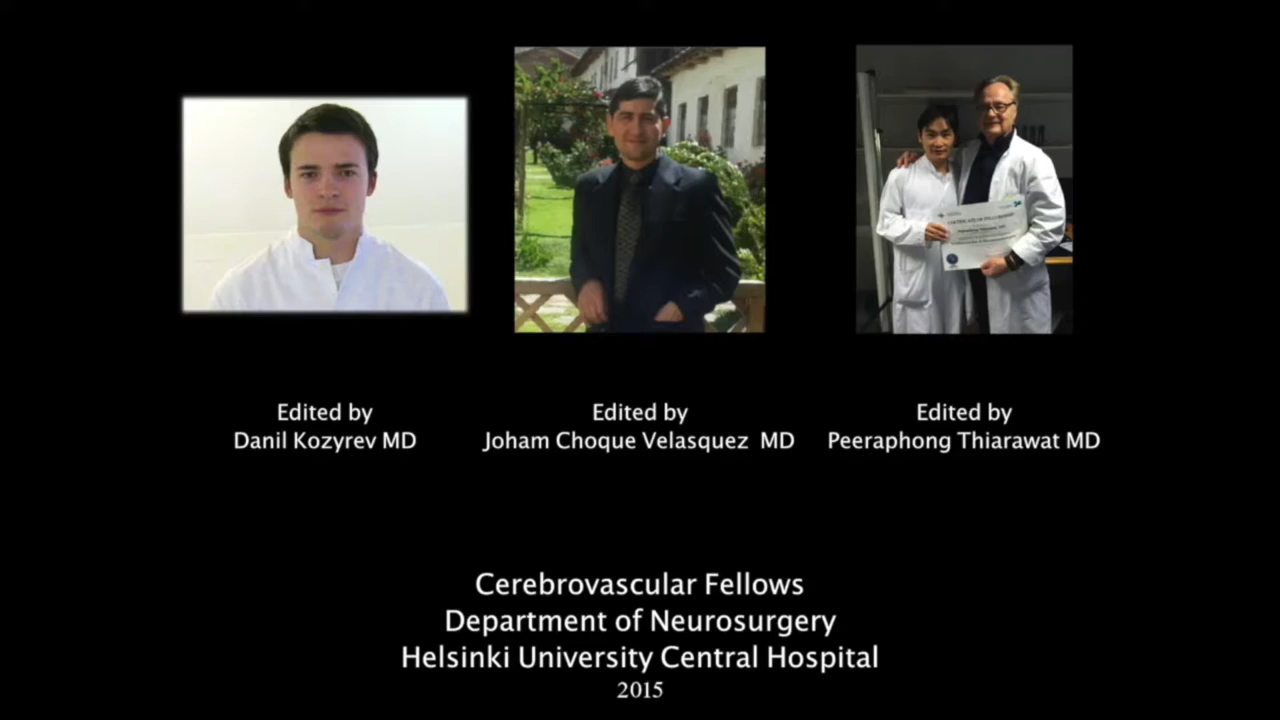 Edited by
Danil Kozyrev MD
Edited by
Joham Choque Velasquez MD
Edited by
Peeraphong Thiarawat MD
Cerebrovascular Fellows
Department of Neurosurgery
Helsinki University Central Hospital
2015